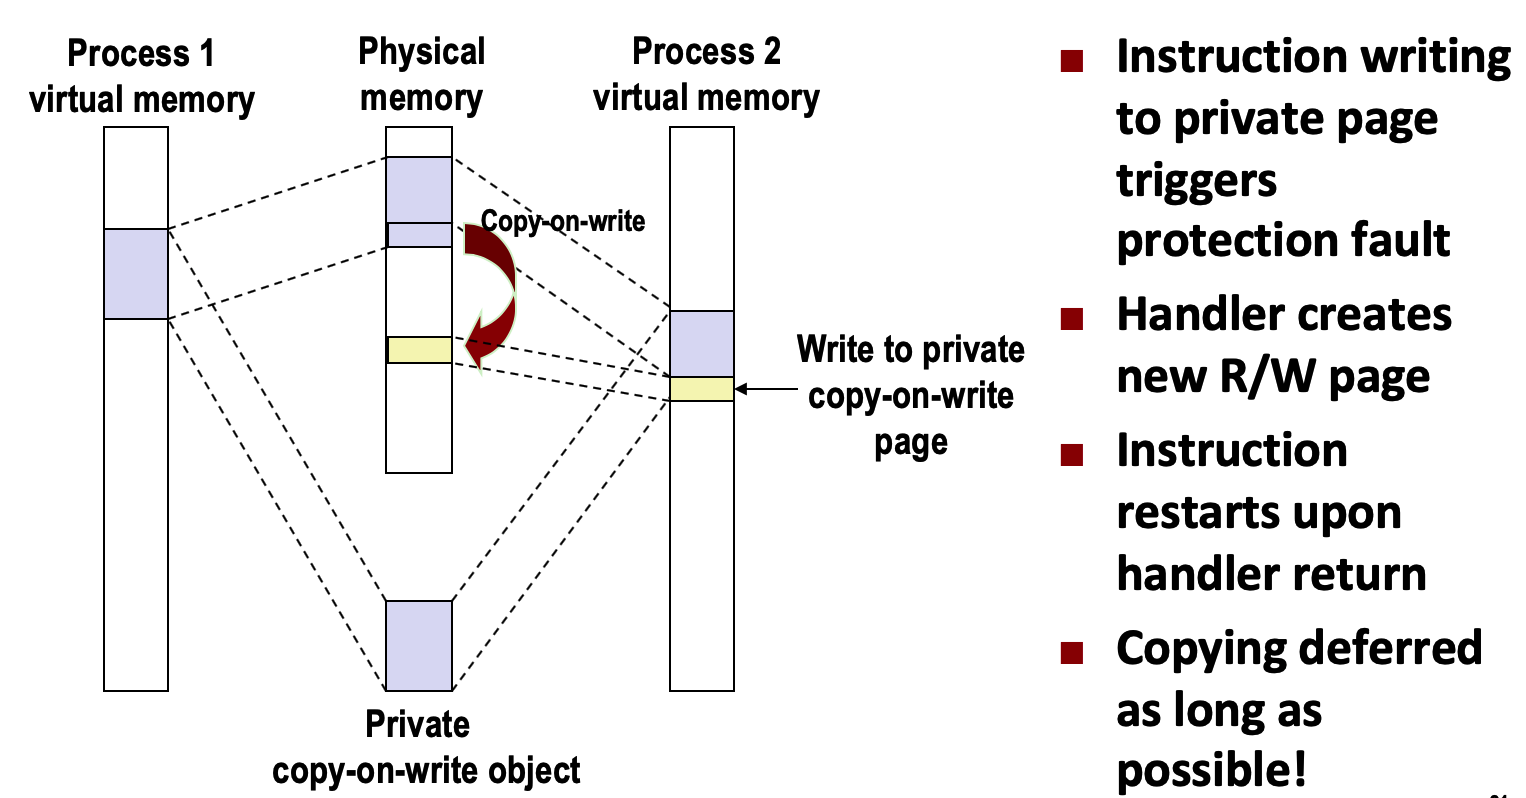 Process 1
virtual memory
Physical
memory
Process 2
virtual memory
Copy-on-write
Write to private
copy-on-write
page
Private
copy-on-write object
Instruction writing
to private page
triggers
protection fault
Handler creates
new R/W page
Instruction
restarts upon
handler return
Copying deferred
as long as
possible!